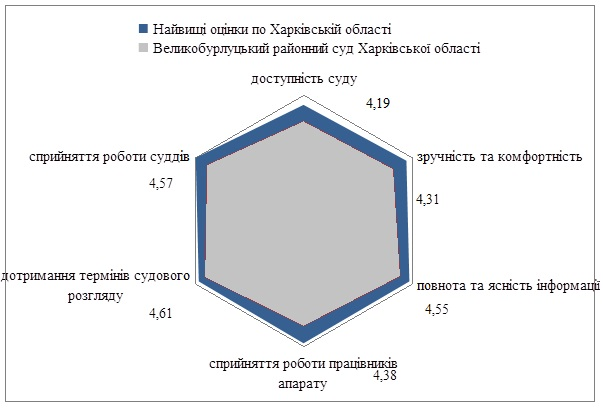 Найвищі оцінки по Харківській області
Великобурлуцький районний суд Харківської області
доступність суду
4,19
сприйняття роботи суддів
зручність та комфортність
4,57
4,31
дотримання термінів судового
розгляду
повнота та ясність інформації
4,61
4,55
сприйняття роботи працівників
апарату
4,38